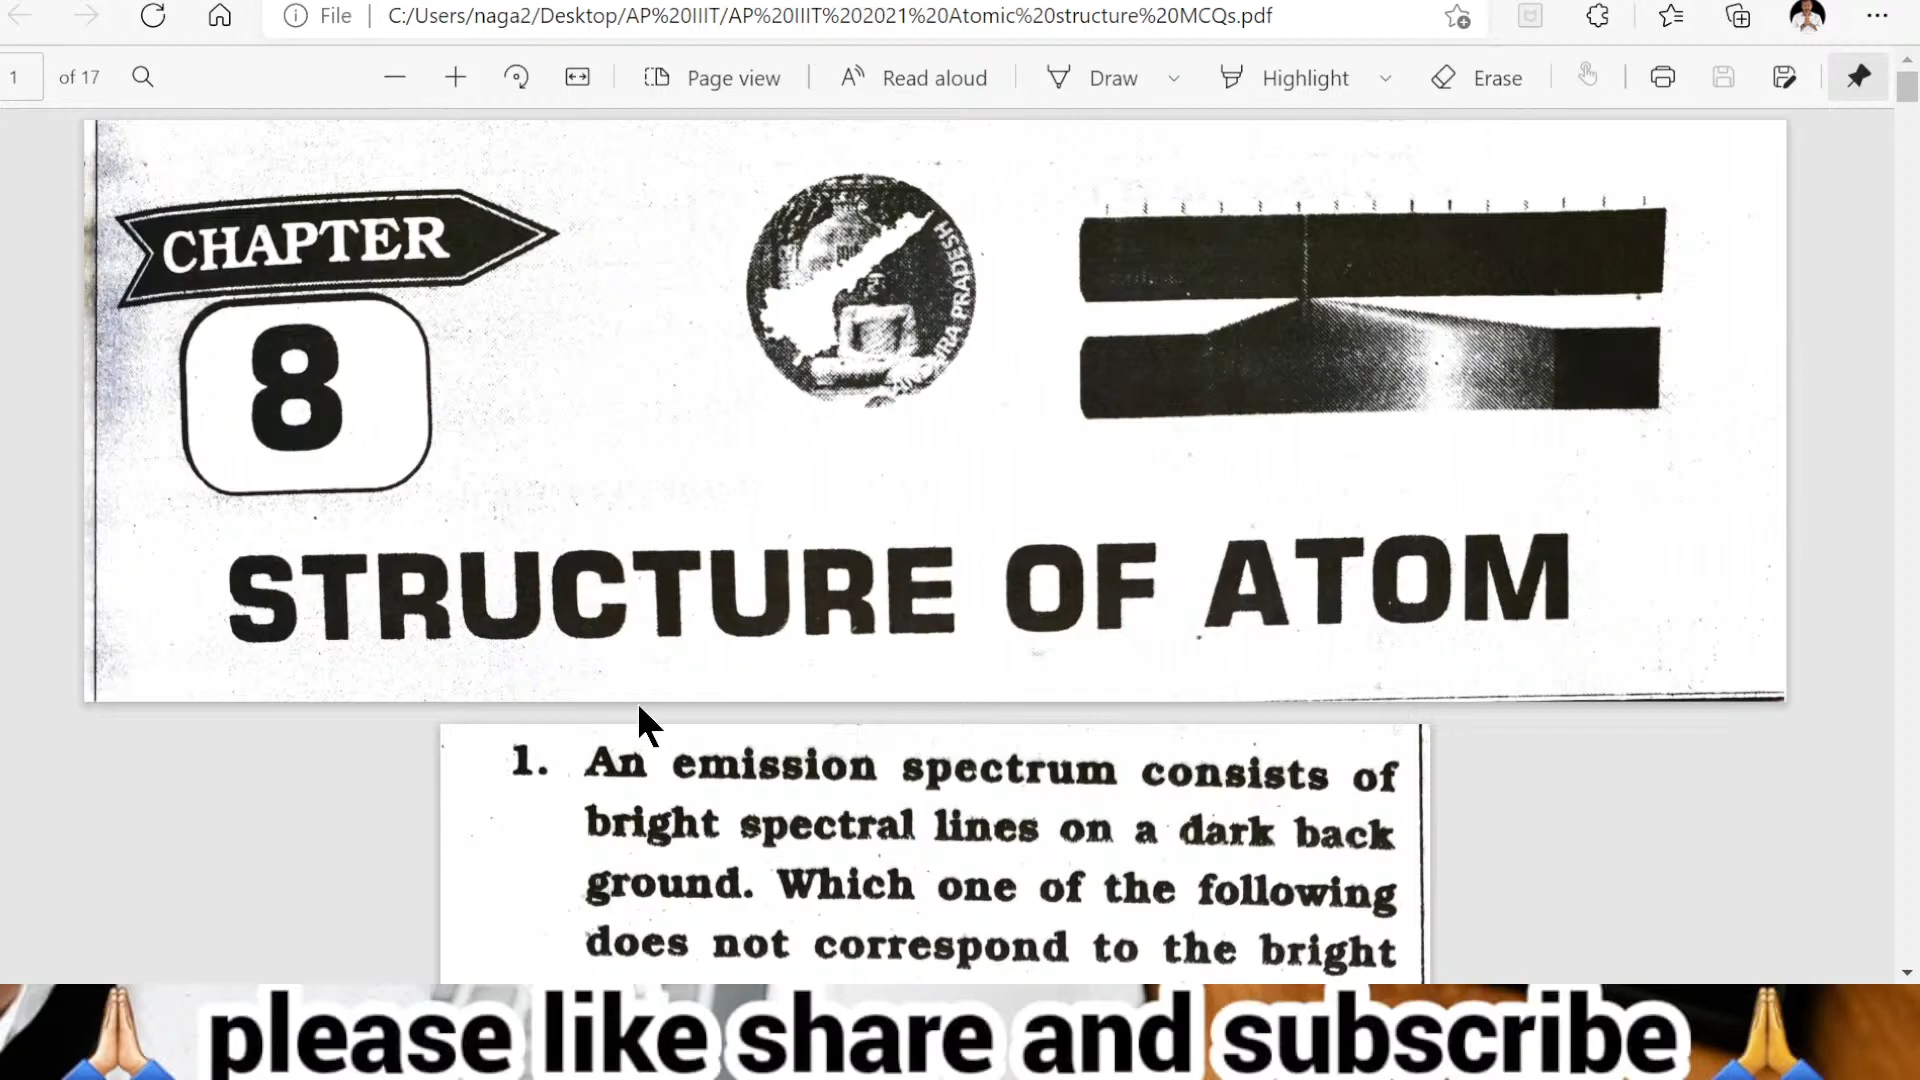 File
C:/Users/naga2/Desktop/AP%20IIIT/AP%20IIIT%202021%20Atomic%20structure%20MCQs.pdf
1 of 17
Page view
Read aloud
Draw
Highlight
Erase
CHAPTER
8
ANDHRA PRADESH
STRUCTURE OF ATOM
1. An emission spectrum consists of
bright spectral lines on a dark back
ground. Which one of the following
does not correspond to the bright
please like share and subscribe